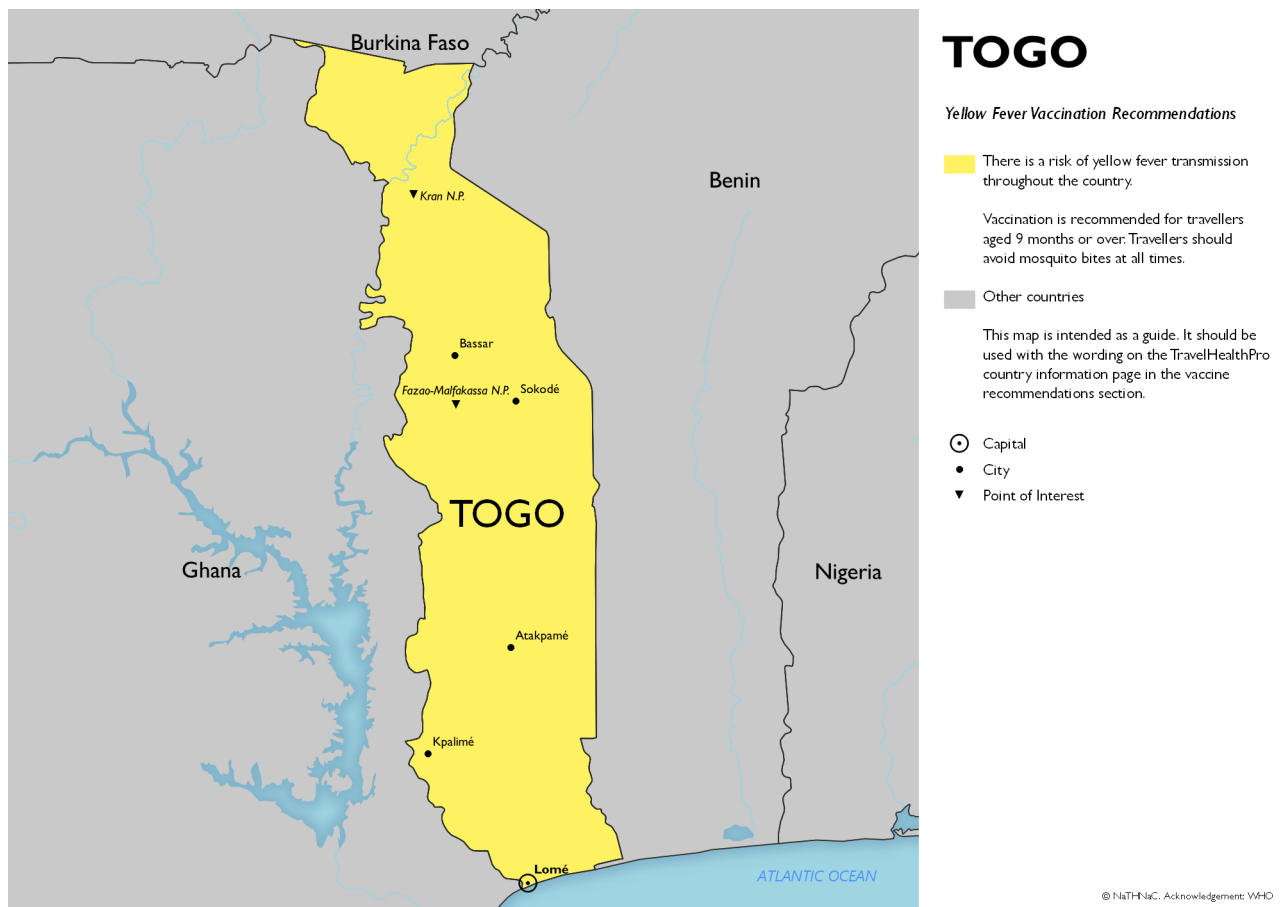 Burkina Faso
Benin
Kran N.P.
Bassar
Fazao-Malfakassa N.P.
Sokodé
TOGO
Ghana
Nigeria
Atakpamé
Kpalimé
Lomé
ATLANTIC OCEAN
TOGO
Yellow Fever Vaccination Recommendations
There is a risk of yellow fever transmission
throughout the country.
Vaccination is recommended for travellers
aged 9 months or over. Travellers should
avoid mosquito bites at all times.
Other countries
This map is intended as a guide. It should be
used with the wording on the TravelHealthPro
country information page in the vaccine
recommendations section.
Capital
City
Point of Interest
© NaTHNaC. Acknowledgement: WHO